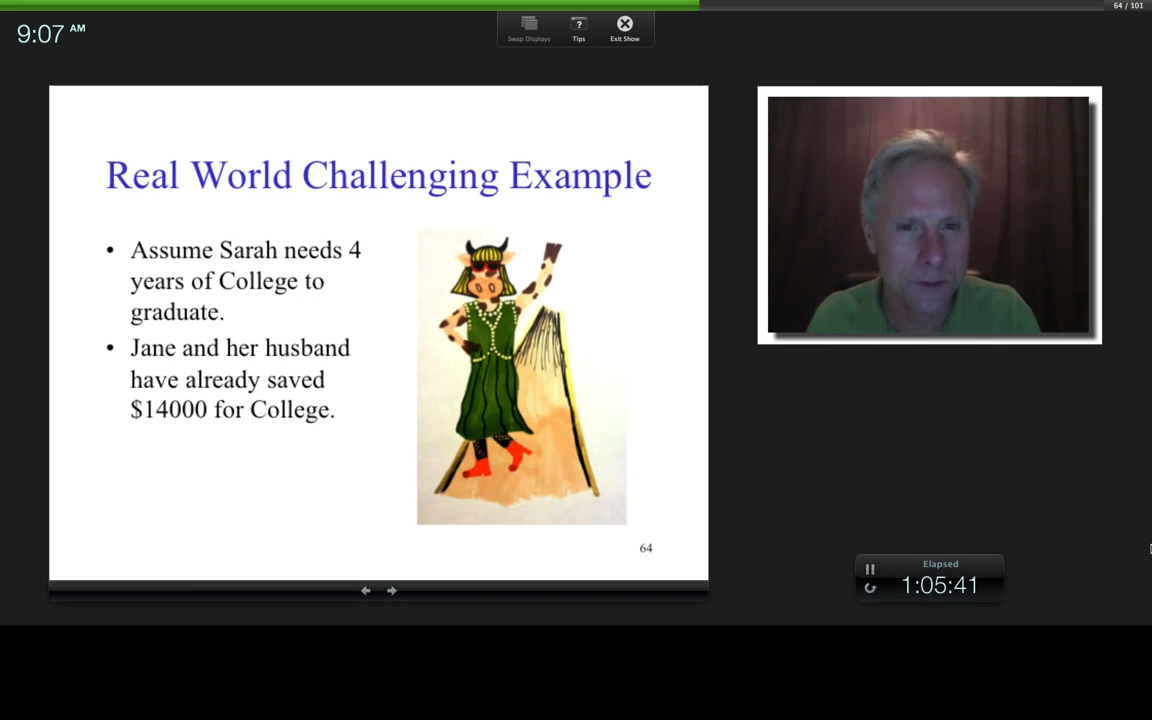 64 / 101
9:07 AM
Swap Displays
?
Tips
Exit Show
Real World Challenging Example
• Assume Sarah needs 4
years of College to
graduate.
• Jane and her husband
have already saved
$14000 for College.
64
Elapsed
1:05:41